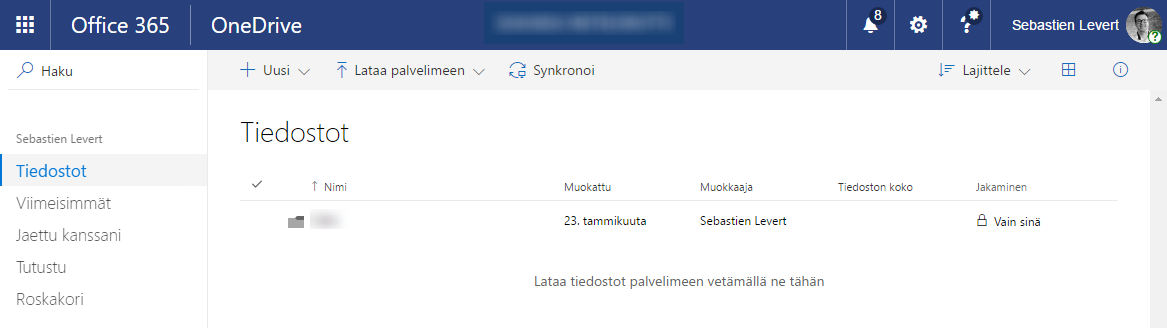 Office 365 OneDrive 8 Sebastien Levert
Haku Uusi Lataa palvelimeen Synkronoi Lajittele
Tiedostot
Sebastien Levert
Tiedostot
Viimeisimmät
Jaettu kanssani
Tutustu
Roskakori
Nimi Muokattu Muokkaaja Tiedoston koko Jakaminen
23. tammikuuta Sebastien Levert Vain sinä
Lataa tiedostot palvelimeen vetämällä ne tähän